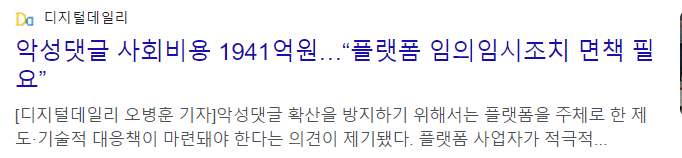 Da 디지털데일리
악성댓글 사회비용 1941억원…“플랫폼 임의임시조치 면책 필
요”
[디지털데일리 오병훈 기자]악성댓글 확산을 방지하기 위해서는 플랫폼을 주체로 한 제
도·기술적 대응책이 마련돼야 한다는 의견이 제기됐다. 플랫폼 사업자가 적극적...